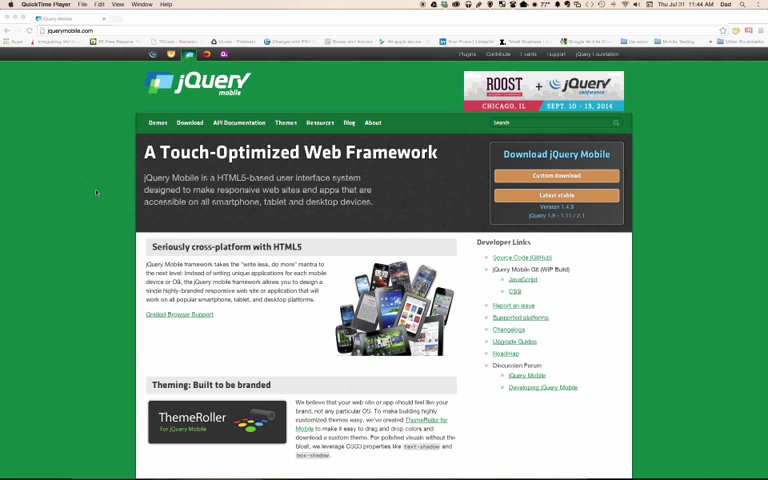 QuickTime Player File Edit View Window Help
77° Thu Jul 31 11:44 AM Dad
jQuery Mobile
jquerymobile.com
Apps
Other Bookmarks
Plugins Contribute Events Support jQuery Foundation
jQuery
mobile
ROOST + jQuery
conference
CHICAGO, IL SEPT. 10 - 13, 2014
Demos Download API Documentation Themes Resources Blog About
Search
A Touch-Optimized Web Framework
jQuery Mobile is a HTML5-based user interface system
designed to make responsive web sites and apps that are
accessible on all smartphone, tablet and desktop devices.
Download jQuery Mobile
Custom download
Latest stable
Version 1.4.3
jQuery 1.8 - 1.11 / 2.1
Seriously cross-platform with HTML5
jQuery Mobile framework takes the "write less, do more" mantra to
the next level: Instead of writing unique applications for each mobile
device or OS, the jQuery mobile framework allows you to design a
single highly-branded responsive web site or application that will
work on all popular smartphone, tablet, and desktop platforms.
Graded Browser Support
Developer Links
Source Code (GitHub)
jQuery Mobile Git (WIP Build)
JavaScript
CSS
Report an issue
Supported platforms
Changelogs
Upgrade Guides
Roadmap
Discussion Forum
jQuery Mobile
Developing jQuery Mobile
Theming: Built to be branded
ThemeRoller
For jQuery Mobile
We believe that your web site or app should feel like your
brand, not any particular OS. To make building highly
customized themes easy, we've created ThemeRoller for
Mobile to make it easy to drag and drop colors and
download a custom theme. For polished visuals without the
bloat, we leverage CSS3 properties like text-shadow and
box-shadow.